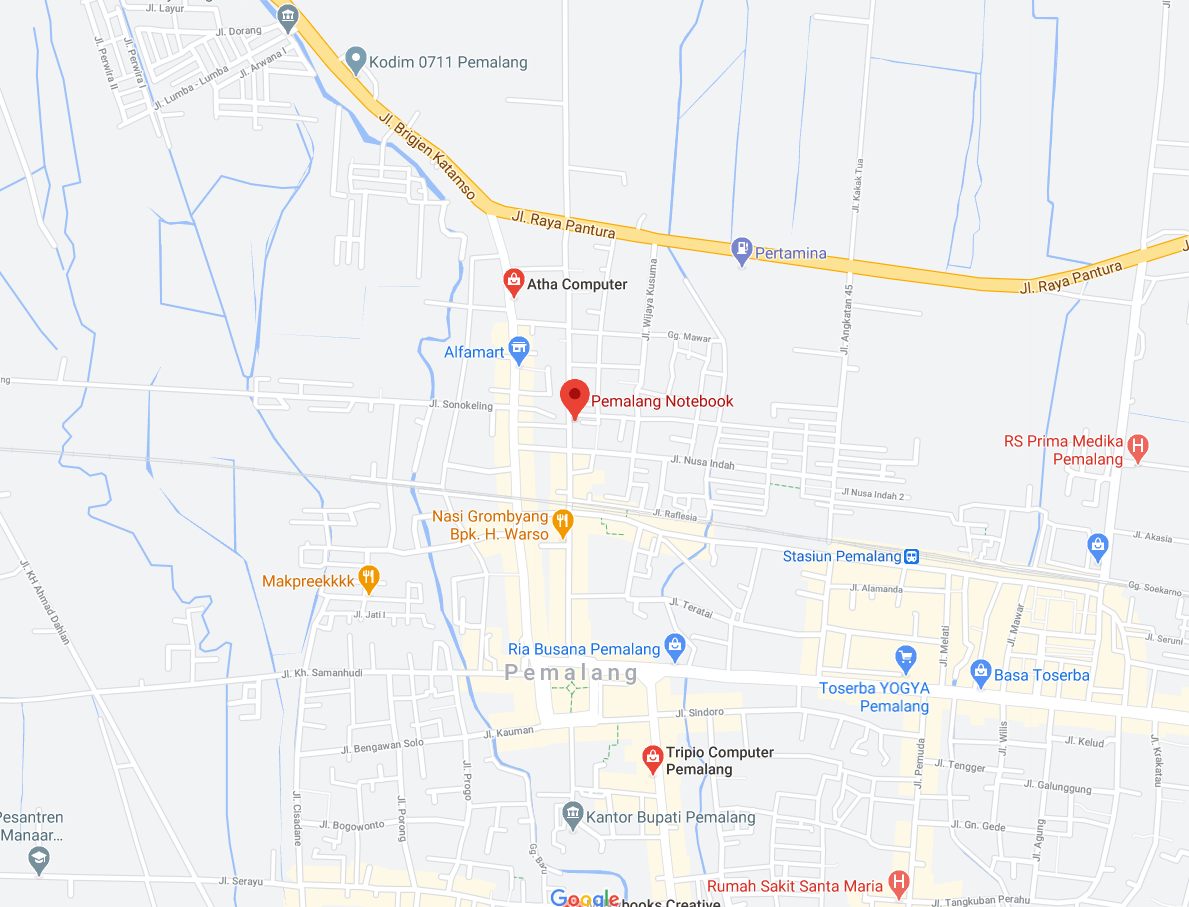 Jl. Layur
Jl. Dorang
Jl. Perwira II
Jl. Perwira I
Jl. Arwana I
Jl. Lumba - Lumba
Kodim 0711 Pemalang
Jl. Brigjen Katamso
Jl. Raya Pantura
Jl. Kakak Tua
Pertamina
Jl. Raya Pantura
Atha Computer
Jl. Wijaya Kusuma
Jl. Angkatan 45
Gg. Mawar
Alfamart
Jl. Sonokeling
Pemalang Notebook
RS Prima Medika
Pemalang
Jl. Nusa Indah
Jl Nusa Indah 2
Nasi Grombyang
Bpk. H. Warso
Jl. Raflesia
Jl. Akasia
Stasiun Pemalang
Makpreekkkk
Jl. KH Ahmad Dahlan
Jl. Jati I
Jl. Alamanda
Gg. Soekarno
Jl. Teratai
Jl. Melati
Jl. Mawar
Jl. Seruni
Ria Busana Pemalang
Pemalang
Jl. Kh. Samanhudi
Basa Toserba
Toserba YOGYA
Pemalang
Jl. Sindoro
Jl. Kauman
Jl. Bengawan Solo
Jl. Wilis
Jl. Kelud
Jl. Krakatau
Tripio Computer
Pemalang
Jl. Pemuda
Jl. Tengger
Jl. Progo
Jl. Galunggung
Jl. Cisadane
Jl. Porong
Jl. Bogowonto
Kantor Bupati Pemalang
Jl. Gn. Gede
Jl. Agung
Pesantren
Manaar...
Gg. Baru
Jl. Serayu
Rumah Sakit Santa Maria
Jl. Tangkuban Perahu
Google
books Creative